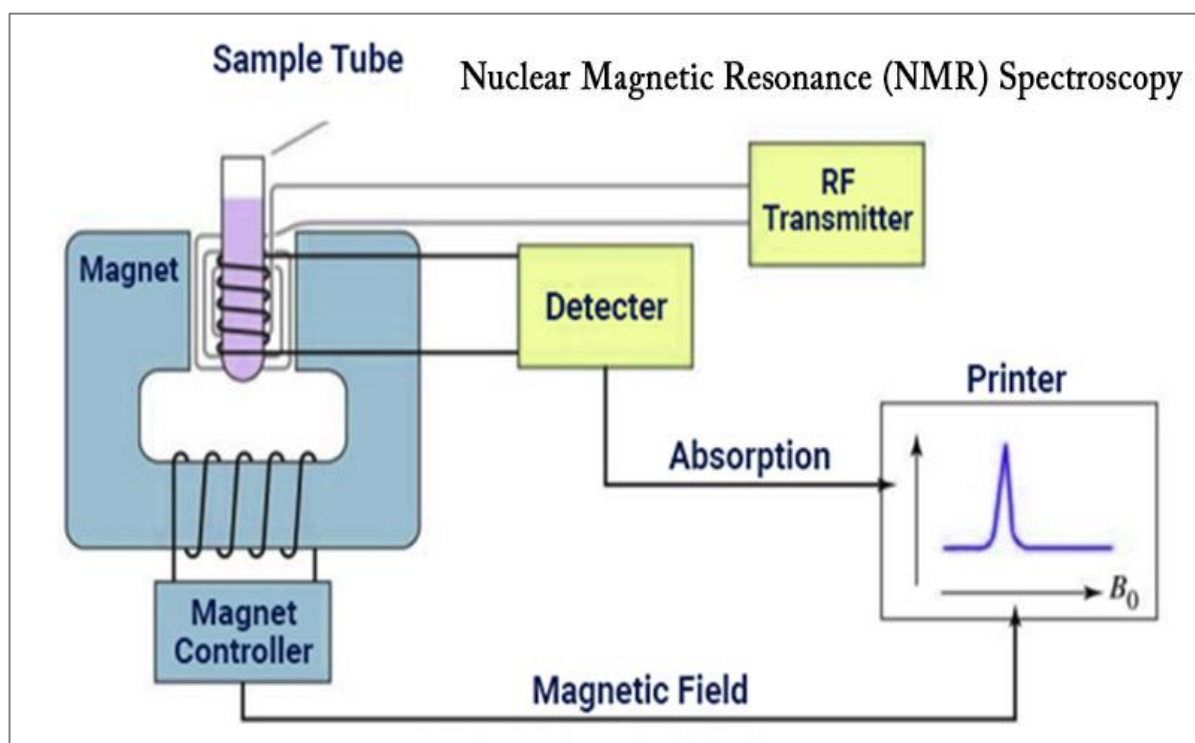 Sample Tube
Nuclear Magnetic Resonance (NMR) Spectroscopy
RF
Transmitter
Magnet
Detecter
Printer
Absorption
B₀
Magnet
Controller
Magnetic Field